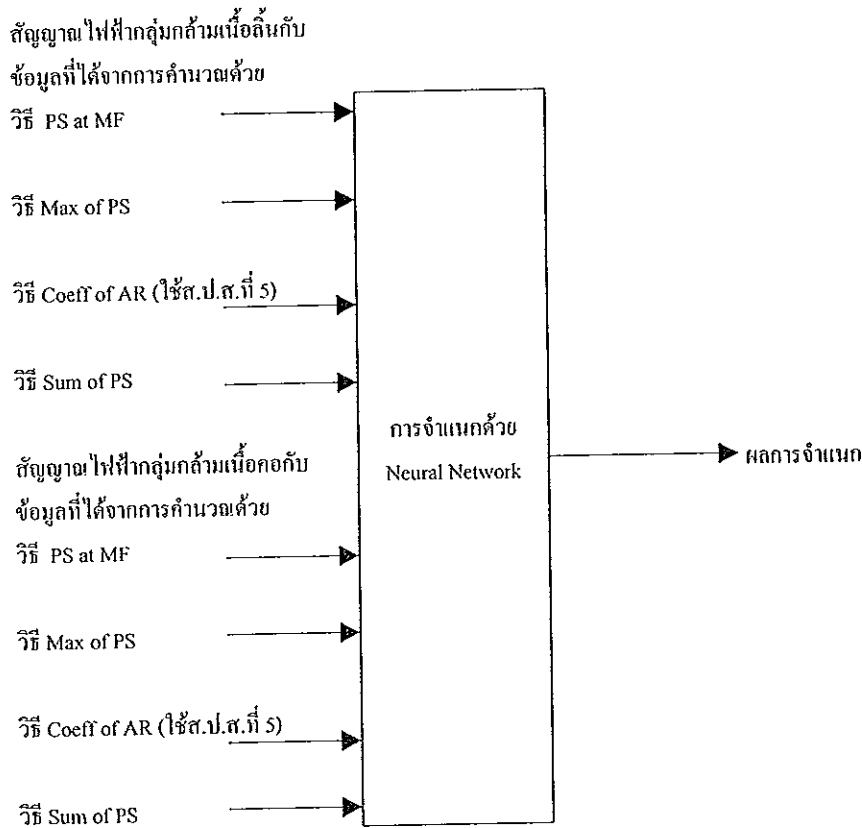 สัญญาณไฟฟ้ากลุ่มกล้ามเนื้อลิ้นกับ
ข้อมูลที่ได้จากการคำนวณด้วย
วิธี PS at MF
วิธี Max of PS
วิธี Coeff of AR (ใช้ส.ป.ส.ที่ 5)
วิธี Sum of PS
สัญญาณไฟฟ้ากลุ่มกล้ามเนื้อคอกับ
ข้อมูลที่ได้จากการคำนวณด้วย
วิธี PS at MF
วิธี Max of PS
วิธี Coeff of AR (ใช้ส.ป.ส.ที่ 5)
วิธี Sum of PS
การจำแนกด้วย
Neural Network
ผลการจำแนก